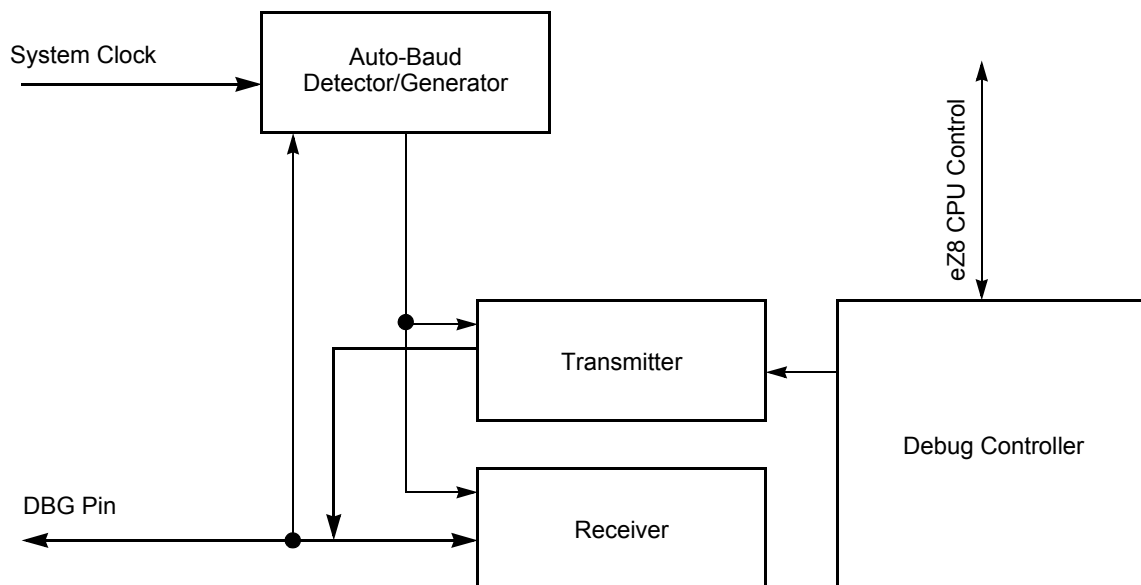 System Clock
Auto-Baud
Detector/Generator
eZ8 CPU Control
Transmitter
Debug Controller
DBG Pin
Receiver